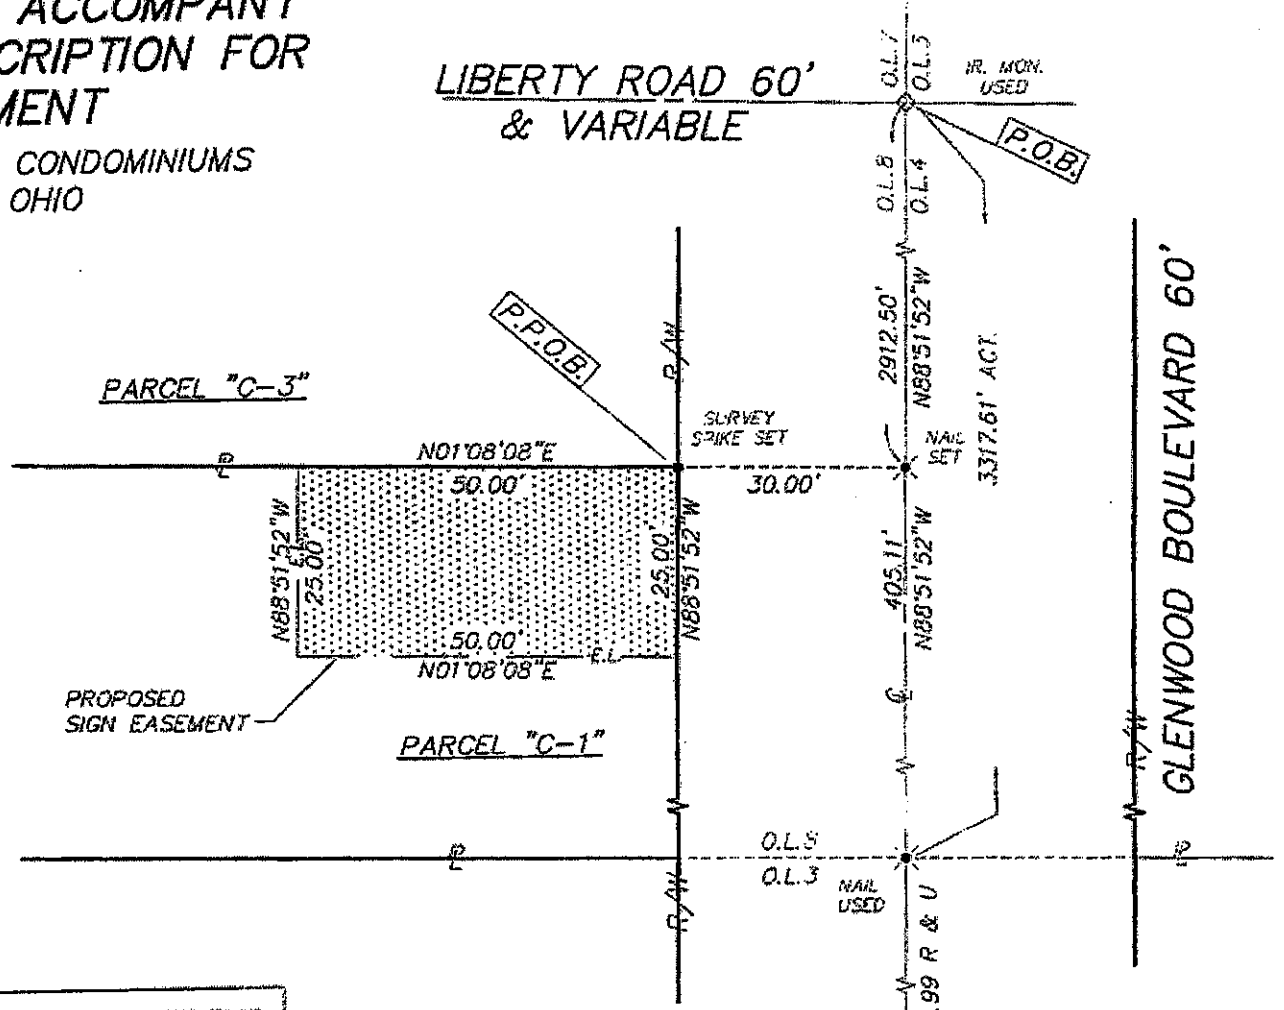 ACCOMPANY
CRIPTION FOR
MENT
CONDOMINIUMS
OHIO
LIBERTY ROAD 60'
& VARIABLE
O.L.7
O.L.5
IR. MON.
USED
P.O.B.
O.L.8
O.L.4
2912.50'
N88°51'52"W
3317.61' ACT.
GLENWOOD BOULEVARD 60'
R/W
P.P.O.B.
PARCEL "C-3"
SURVEY
SPIKE SET
NAIL
SET
N01°08'08"E
50.00'
30.00'
N88°51'52"W
E.L.
25.00'
25.00'
N88°51'52"W
405.11'
N88°51'52"W
50.00'
E.L.
N01°08'08"E
PROPOSED
SIGN EASEMENT
PARCEL "C-1"
R/W
O.L.8
O.L.3
NAIL
USED
R/W
99 R & U